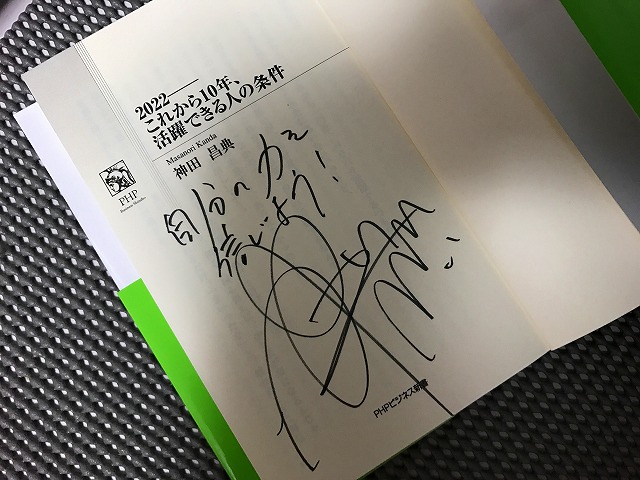 2022――
これから10年、
活躍できる人の条件
Masanori Kanda
神田 昌典
PHP
Business Shinsho
自分の力を
信じよう!
PHPビジネス新書